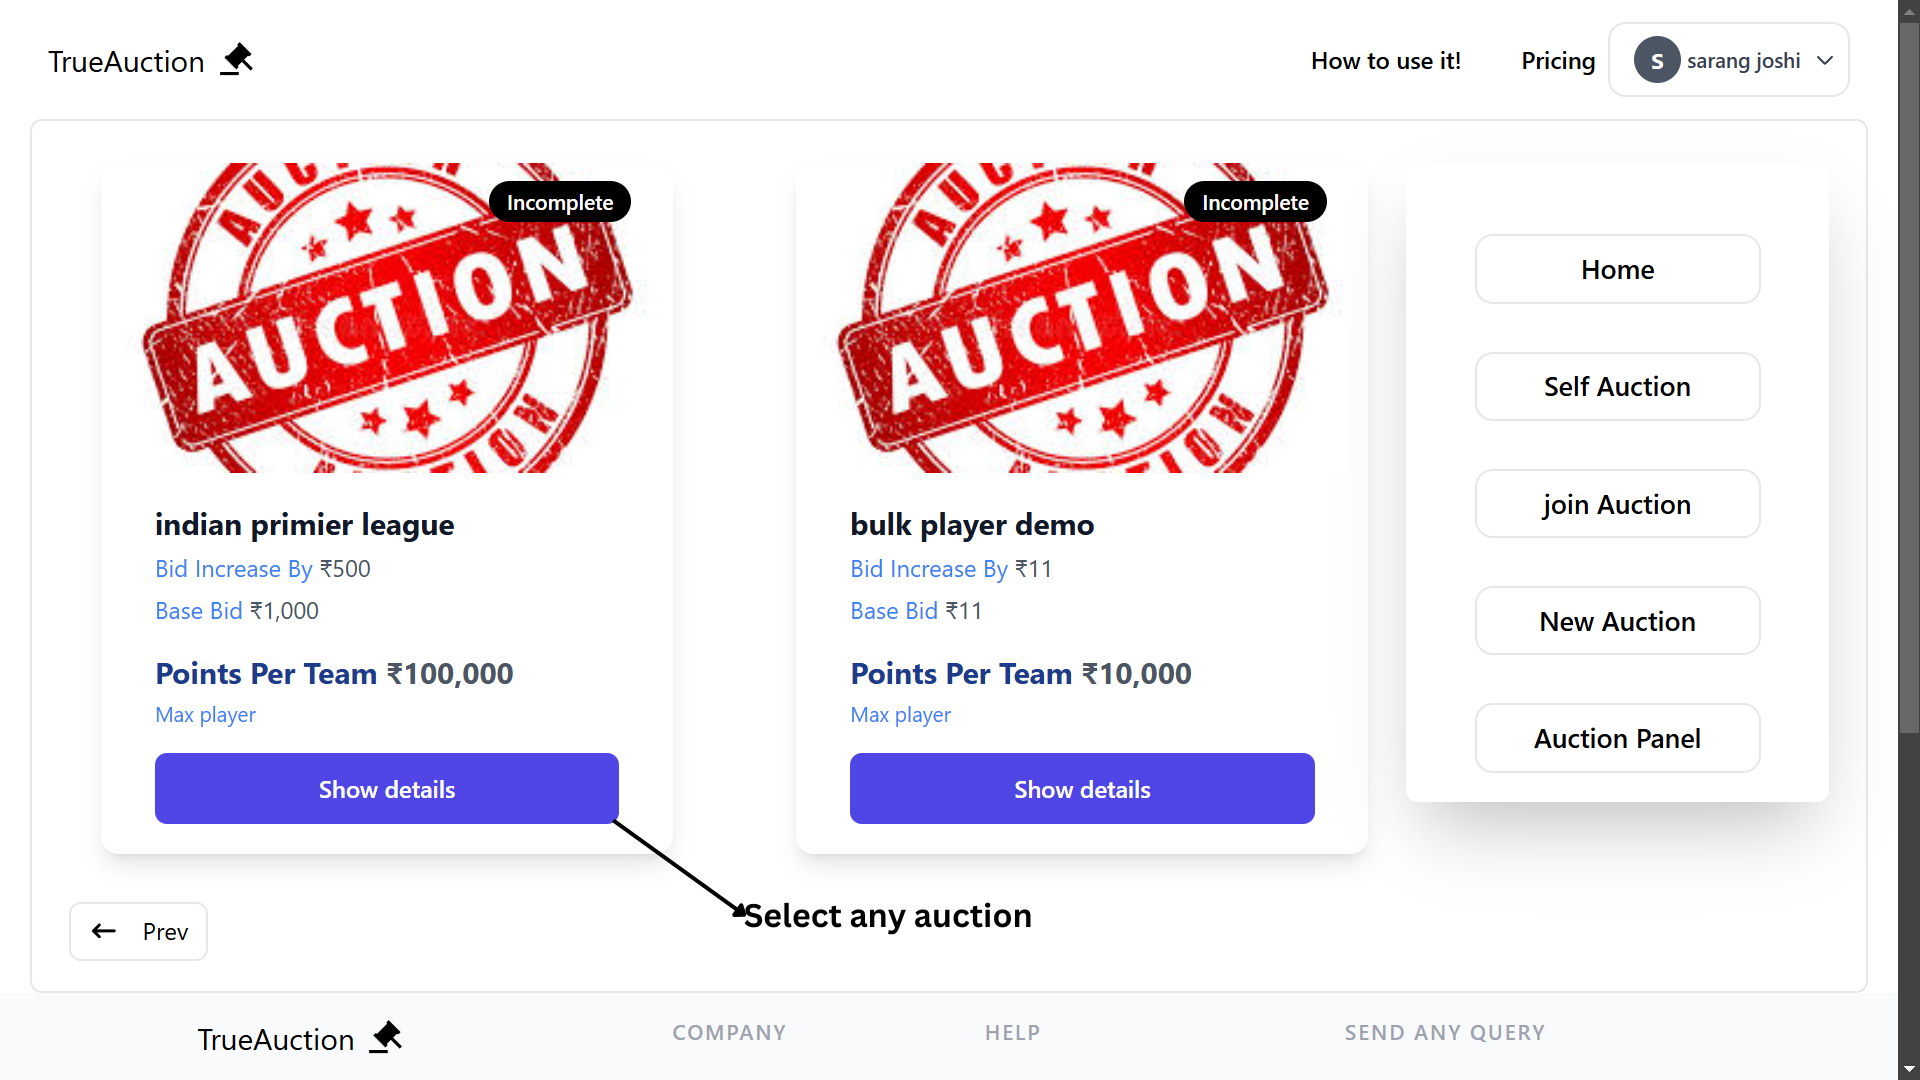 TrueAuction
How to use it!
Pricing
s
sarang joshi
AUCTION
Incomplete
AUCTION
AUCTION
indian primier league
Bid Increase By ₹500
Base Bid ₹1,000
Points Per Team ₹100,000
Max player
Show details
AUCTION
Incomplete
AUCTION
AUCTION
bulk player demo
Bid Increase By ₹11
Base Bid ₹11
Points Per Team ₹10,000
Max player
Show details
Home
Self Auction
join Auction
New Auction
Auction Panel
Select any auction
Prev
TrueAuction
COMPANY
HELP
SEND ANY QUERY